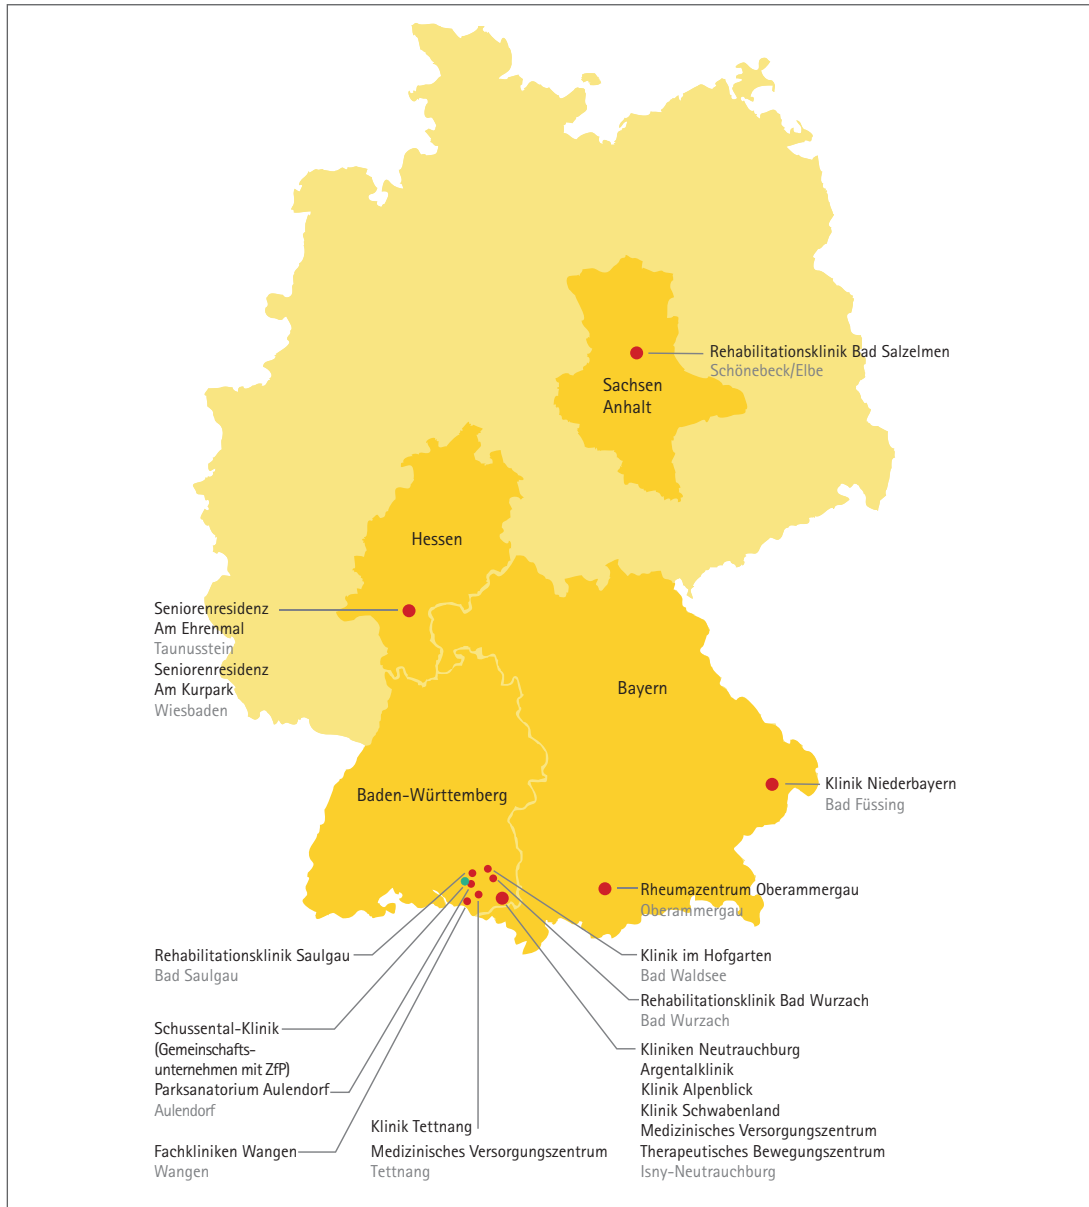 Rehabilitationsklinik Bad Salzelmen
Schönebeck/Elbe
Sachsen
Anhalt
Hessen
Seniorenresidenz
Am Ehrenmal
Taunusstein
Seniorenresidenz
Am Kurpark
Wiesbaden
Bayern
Baden-Württemberg
Klinik Niederbayern
Bad Füssing
Rheumazentrum Oberammergau
Oberammergau
Rehabilitationsklinik Saulgau
Bad Saulgau
Schussental-Klinik
(Gemeinschafts-
unternehmen mit ZfP)
Parksanatorium Aulendorf
Aulendorf
Fachkliniken Wangen
Wangen
Klinik Tettnang
Medizinisches Versorgungszentrum
Tettnang
Klinik im Hofgarten
Bad Waldsee
Rehabilitationsklinik Bad Wurzach
Bad Wurzach
Kliniken Neutrauchburg
Argentalklinik
Klinik Alpenblick
Klinik Schwabenland
Medizinisches Versorgungszentrum
Therapeutisches Bewegungszentrum
Isny-Neutrauchburg